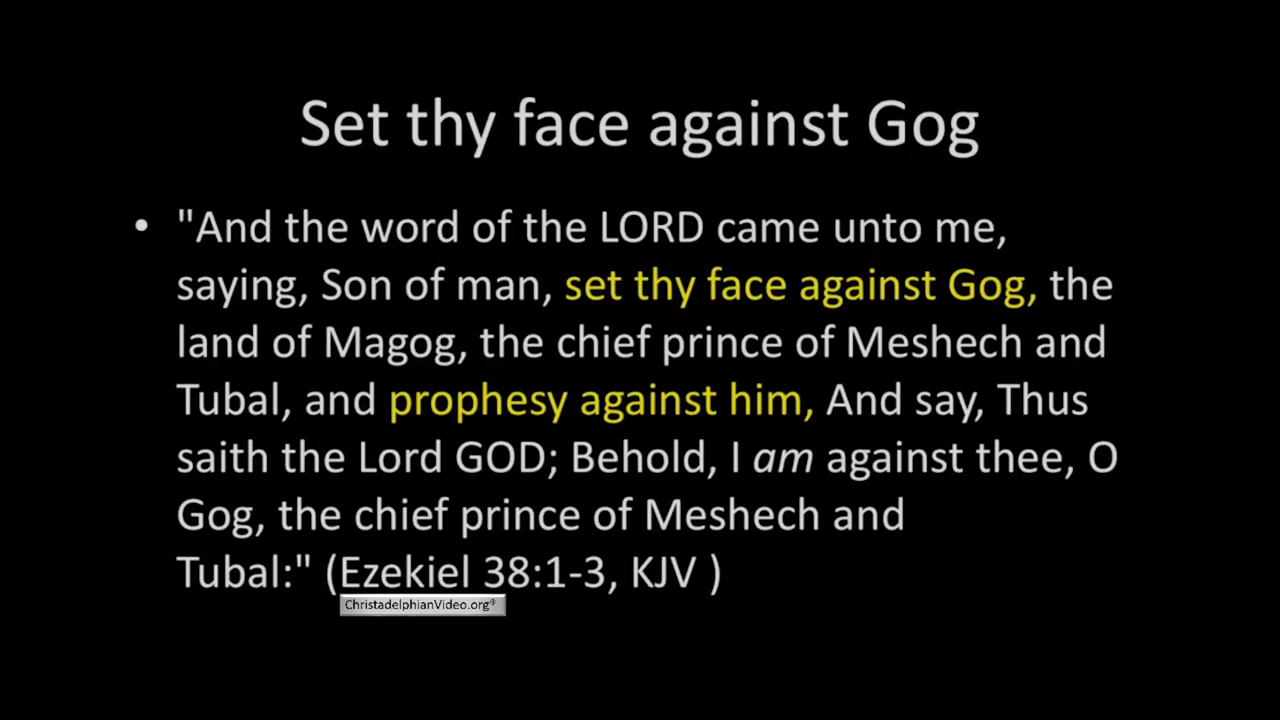 Set thy face against Gog
• "And the word of the LORD came unto me,
saying, Son of man, set thy face against Gog, the
land of Magog, the chief prince of Meshech and
Tubal, and prophesy against him, And say, Thus
saith the Lord GOD; Behold, I am against thee, O
Gog, the chief prince of Meshech and
Tubal:" (Ezekiel 38:1-3, KJV )
ChristadelphianVideo.org®